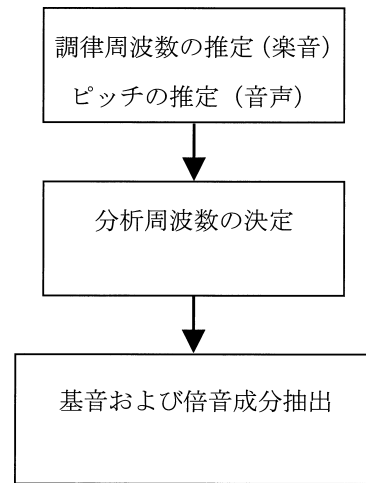 調律周波数の推定(楽音)
ピッチの推定(音声)
分析周波数の決定
基音および倍音成分抽出